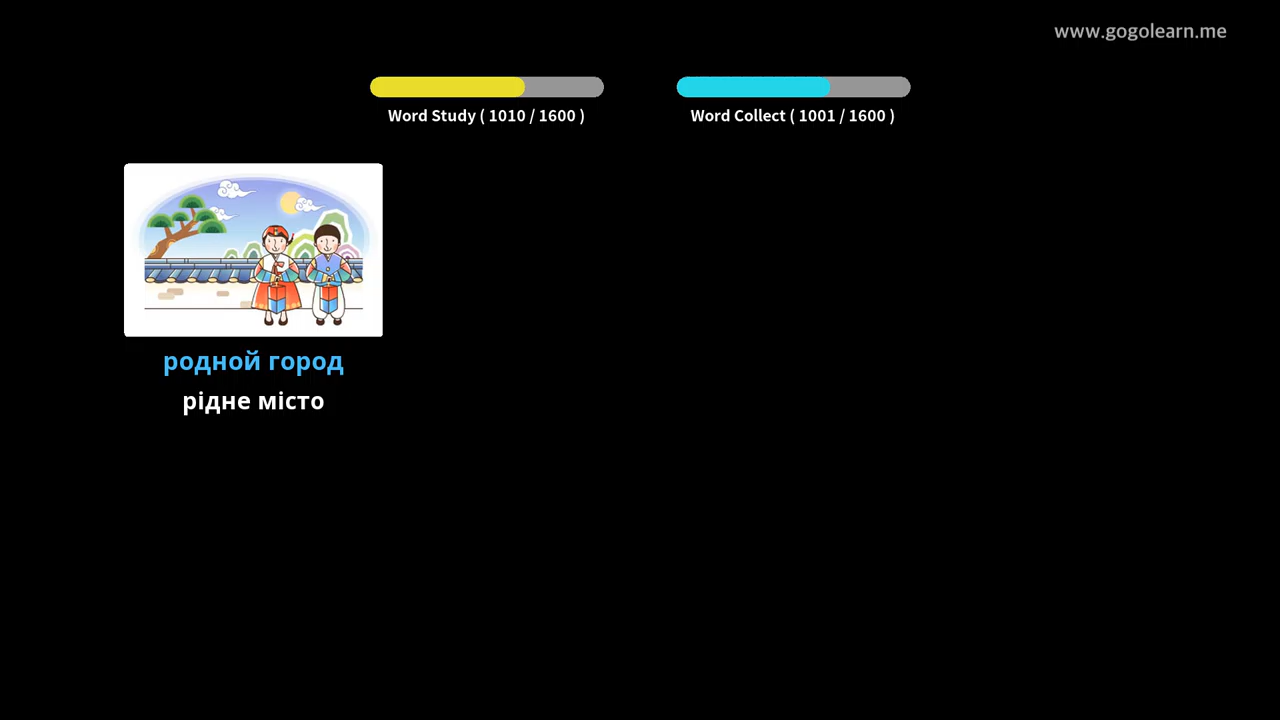 www.gogolearn.me
Word Study ( 1010 / 1600 )
Word Collect ( 1001 / 1600 )
родной город
рідне місто